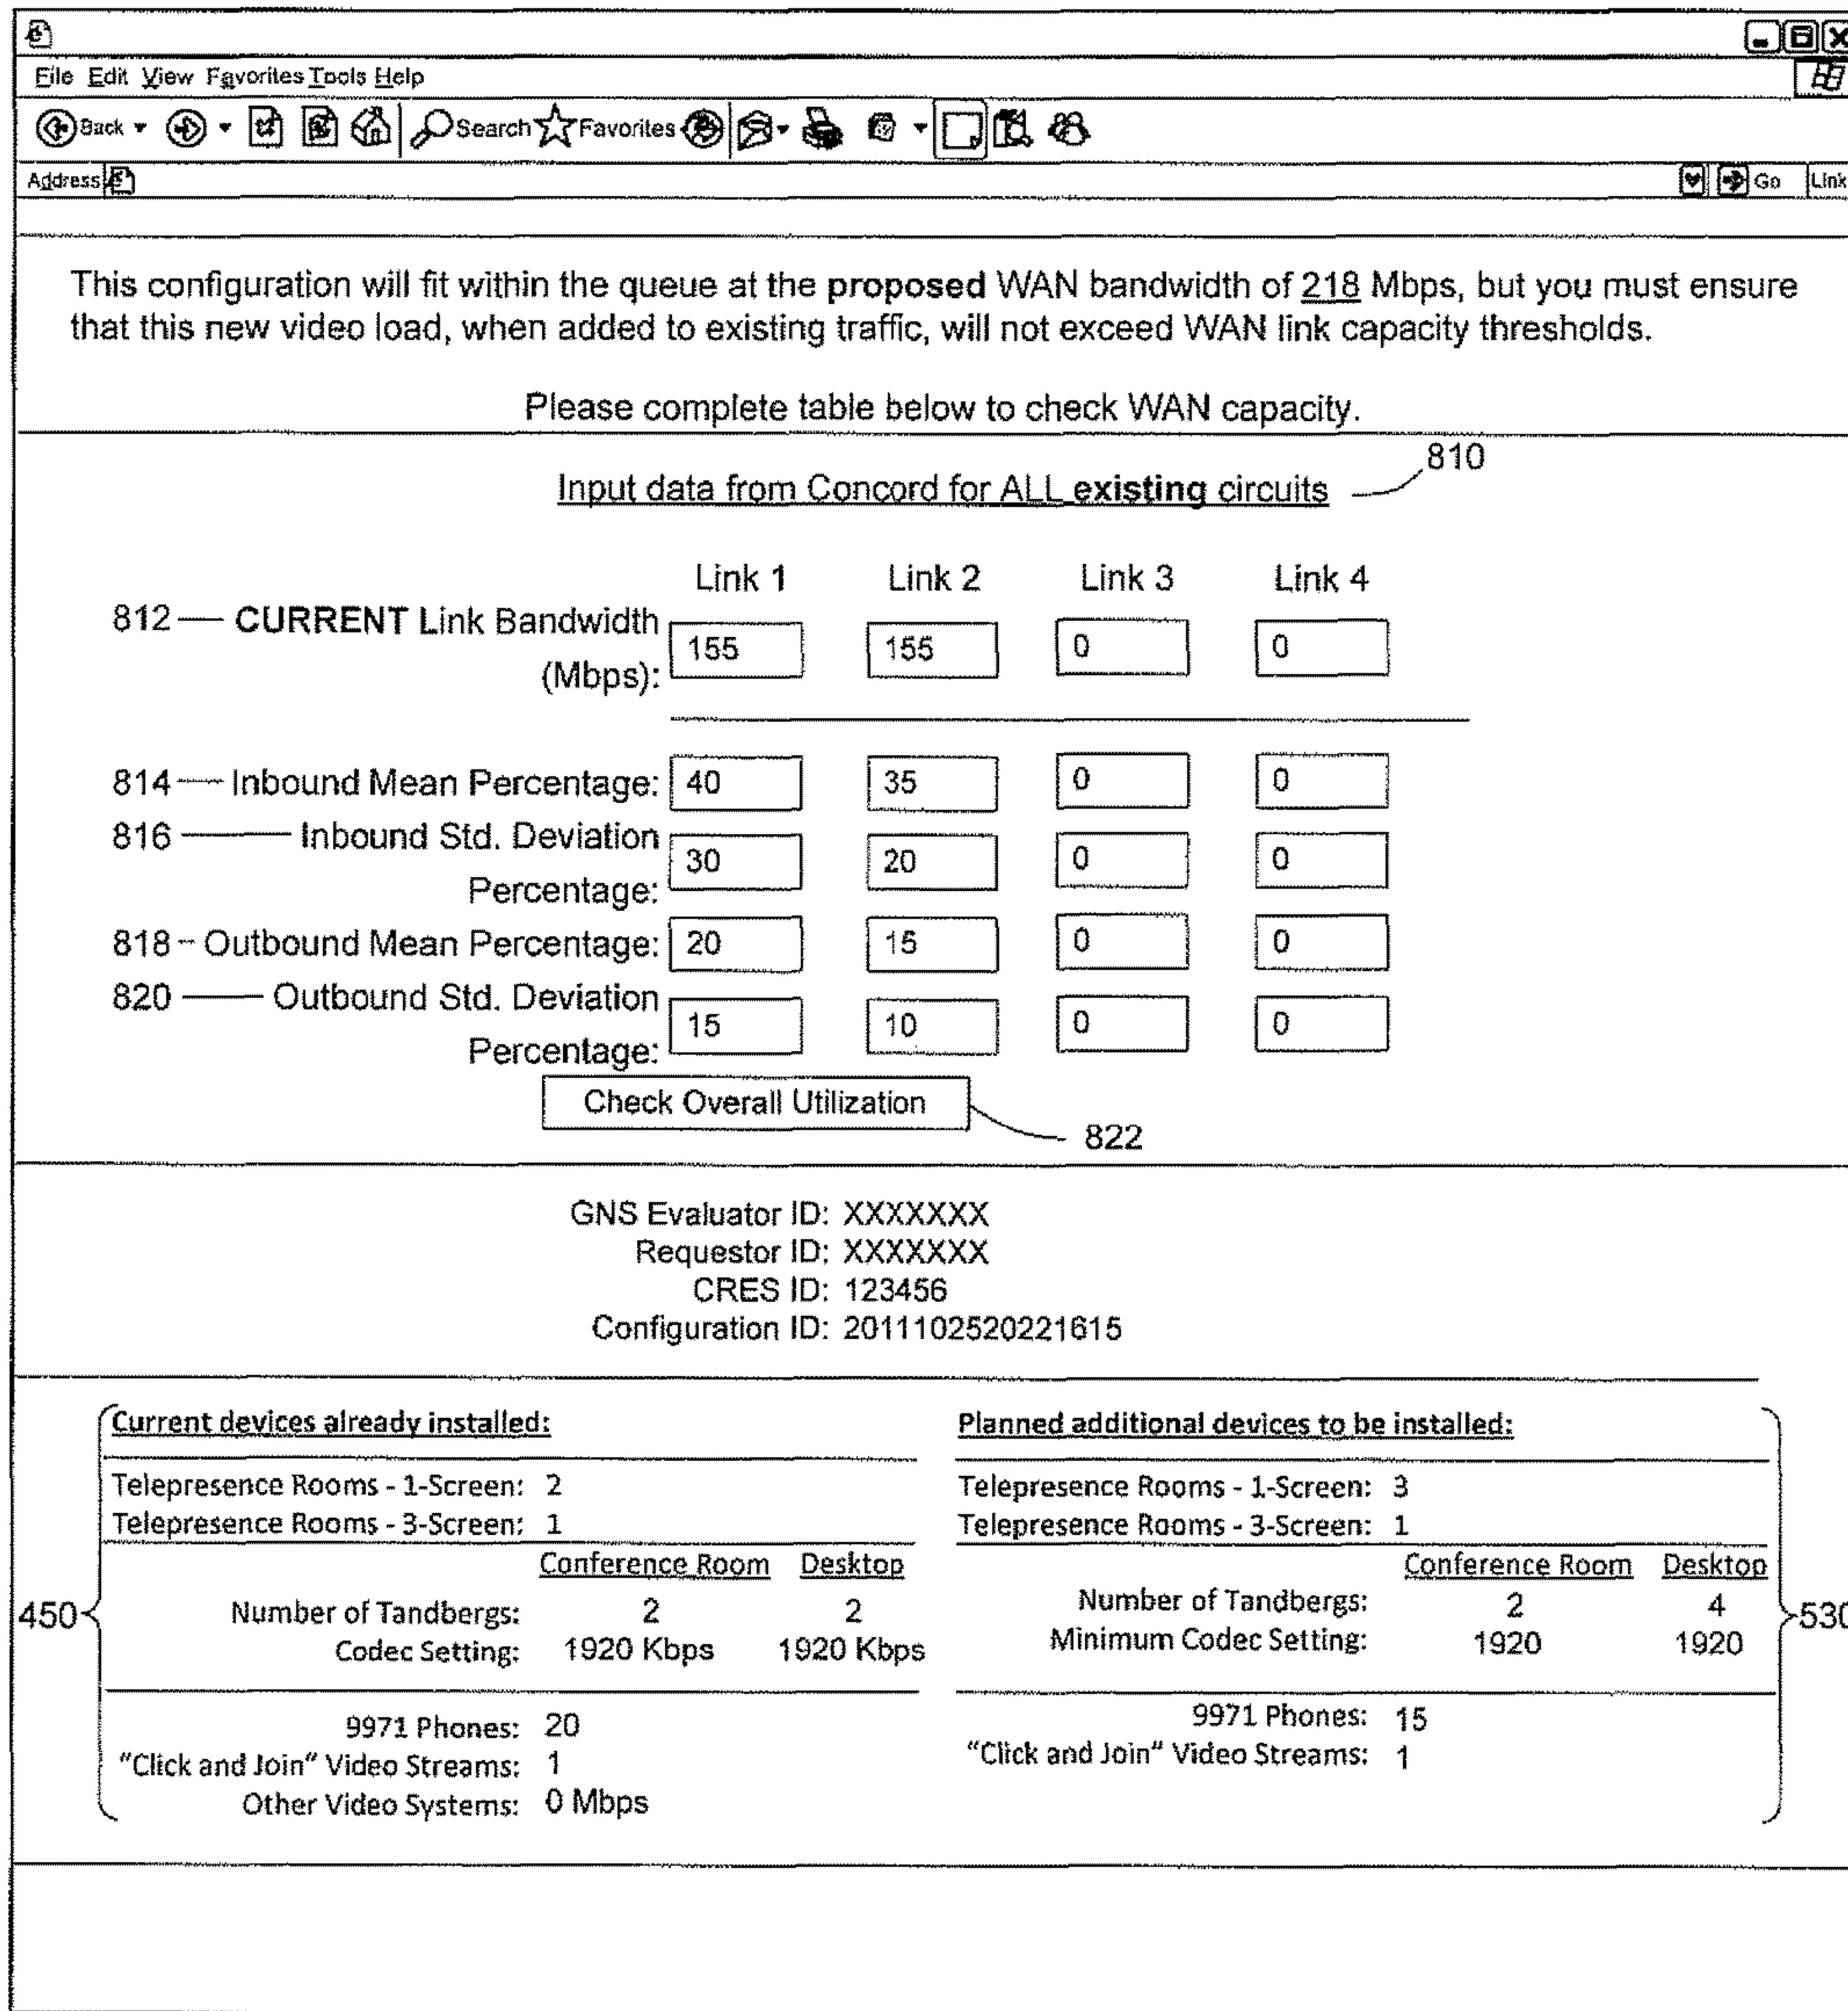 File Edit View Favorites Tools Help
Back Search Favorites
Address Go Link
This configuration will fit within the queue at the proposed WAN bandwidth of 218 Mbps, but you must ensure
that this new video load, when added to existing traffic, will not exceed WAN link capacity thresholds.
Please complete table below to check WAN capacity.
810
Input data from Concord for ALL existing circuits
Link 1 Link 2 Link 3 Link 4
812 CURRENT Link Bandwidth
(Mbps): 155 155 0 0
814 Inbound Mean Percentage: 40 35 0 0
816 Inbound Std. Deviation
Percentage: 30 20 0 0
818 Outbound Mean Percentage: 20 15 0 0
820 Outbound Std. Deviation
Percentage: 15 10 0 0
Check Overall Utilization
822
GNS Evaluator ID: XXXXXXX
Requestor ID: XXXXXXX
CRES ID: 123456
Configuration ID: 2011102520221615
Current devices already installed:
Telepresence Rooms - 1-Screen: 2
Telepresence Rooms - 3-Screen: 1
Conference Room Desktop
Number of Tandbergs: 2 2
450
Codec Setting: 1920 Kbps 1920 Kbps
9971 Phones: 20
"Click and Join" Video Streams: 1
Other Video Systems: 0 Mbps
Planned additional devices to be installed:
Telepresence Rooms - 1-Screen: 3
Telepresence Rooms - 3-Screen: 1
Conference Room Desktop
Number of Tandbergs: 2 4
530
Minimum Codec Setting: 1920 1920
9971 Phones: 15
"Click and Join" Video Streams: 1